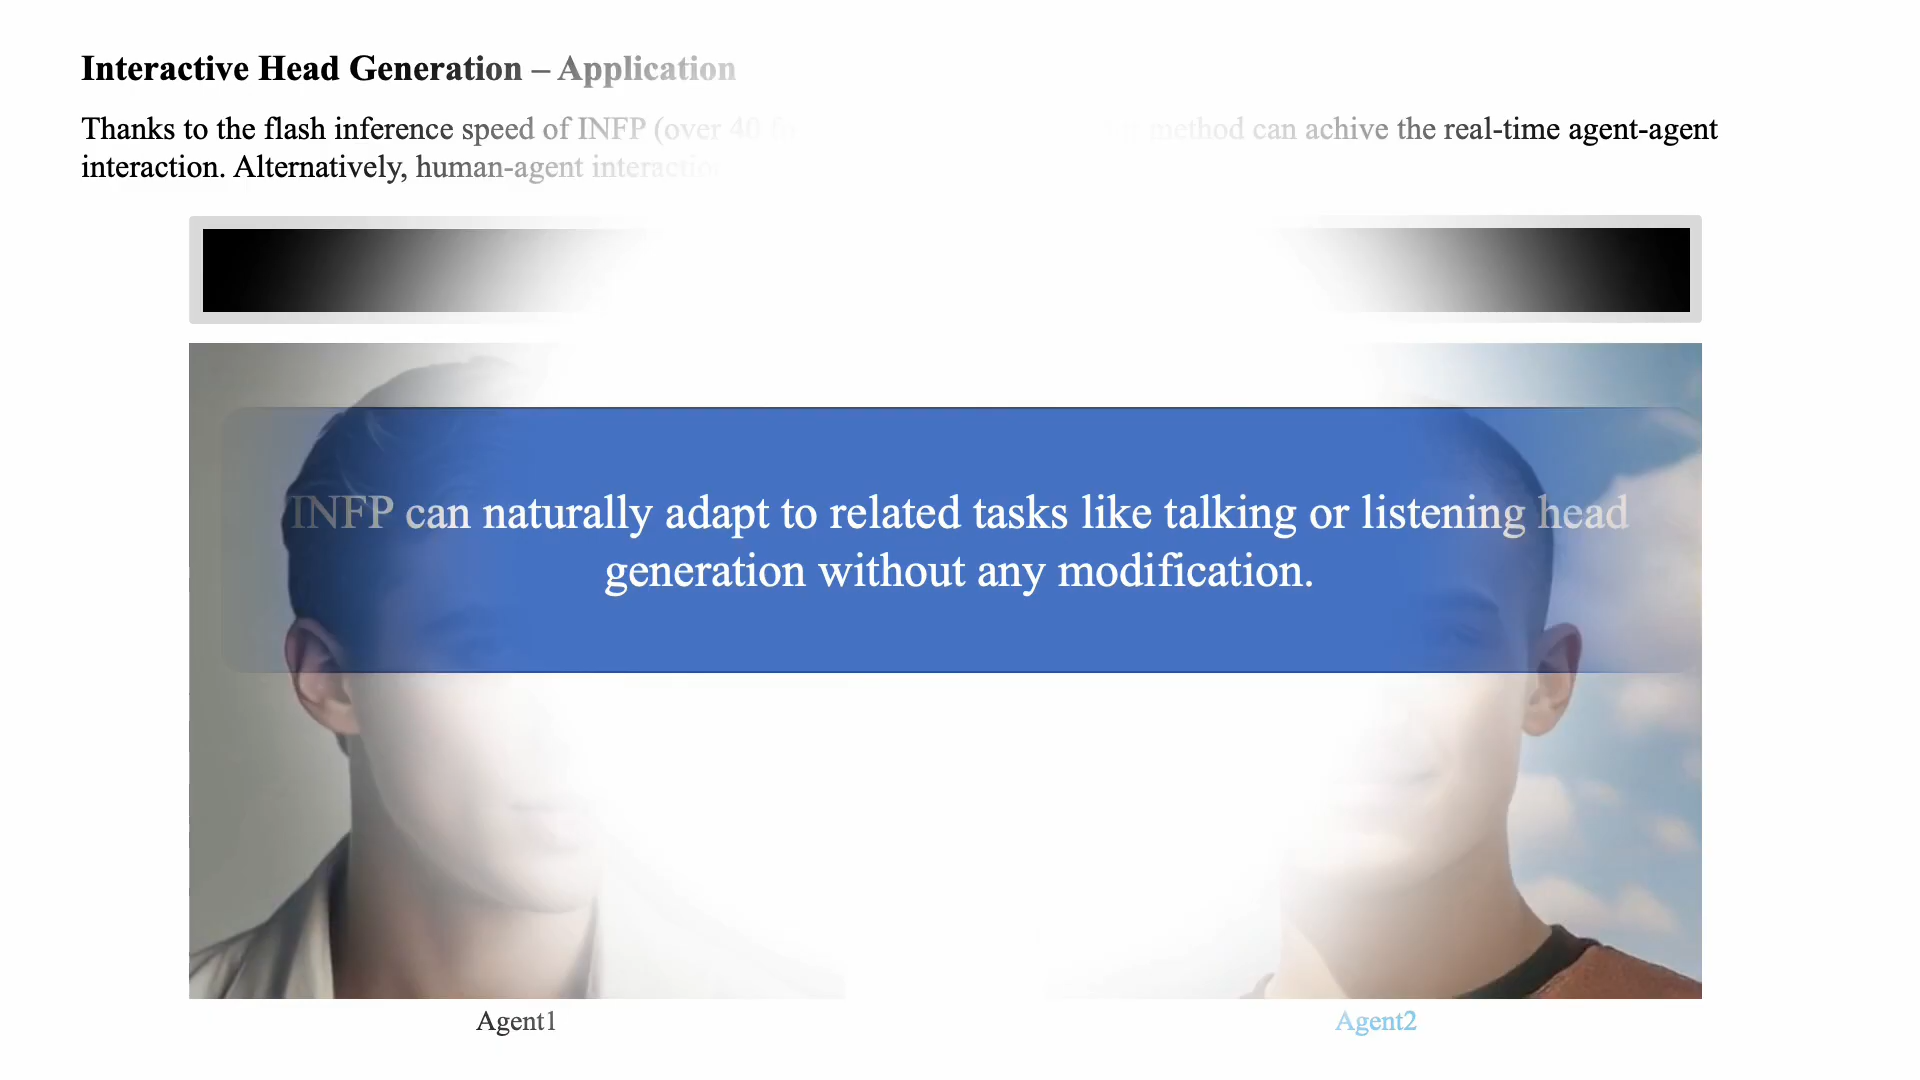 Interactive Head Generation – Application
Thanks to the flash inference speed of INFP (over 40 method can achive the real-time agent-agent
interaction. Alternatively, human-agent interaction
INFP can naturally adapt to related tasks like talking or listening head
generation without any modification.
Agent1
Agent2